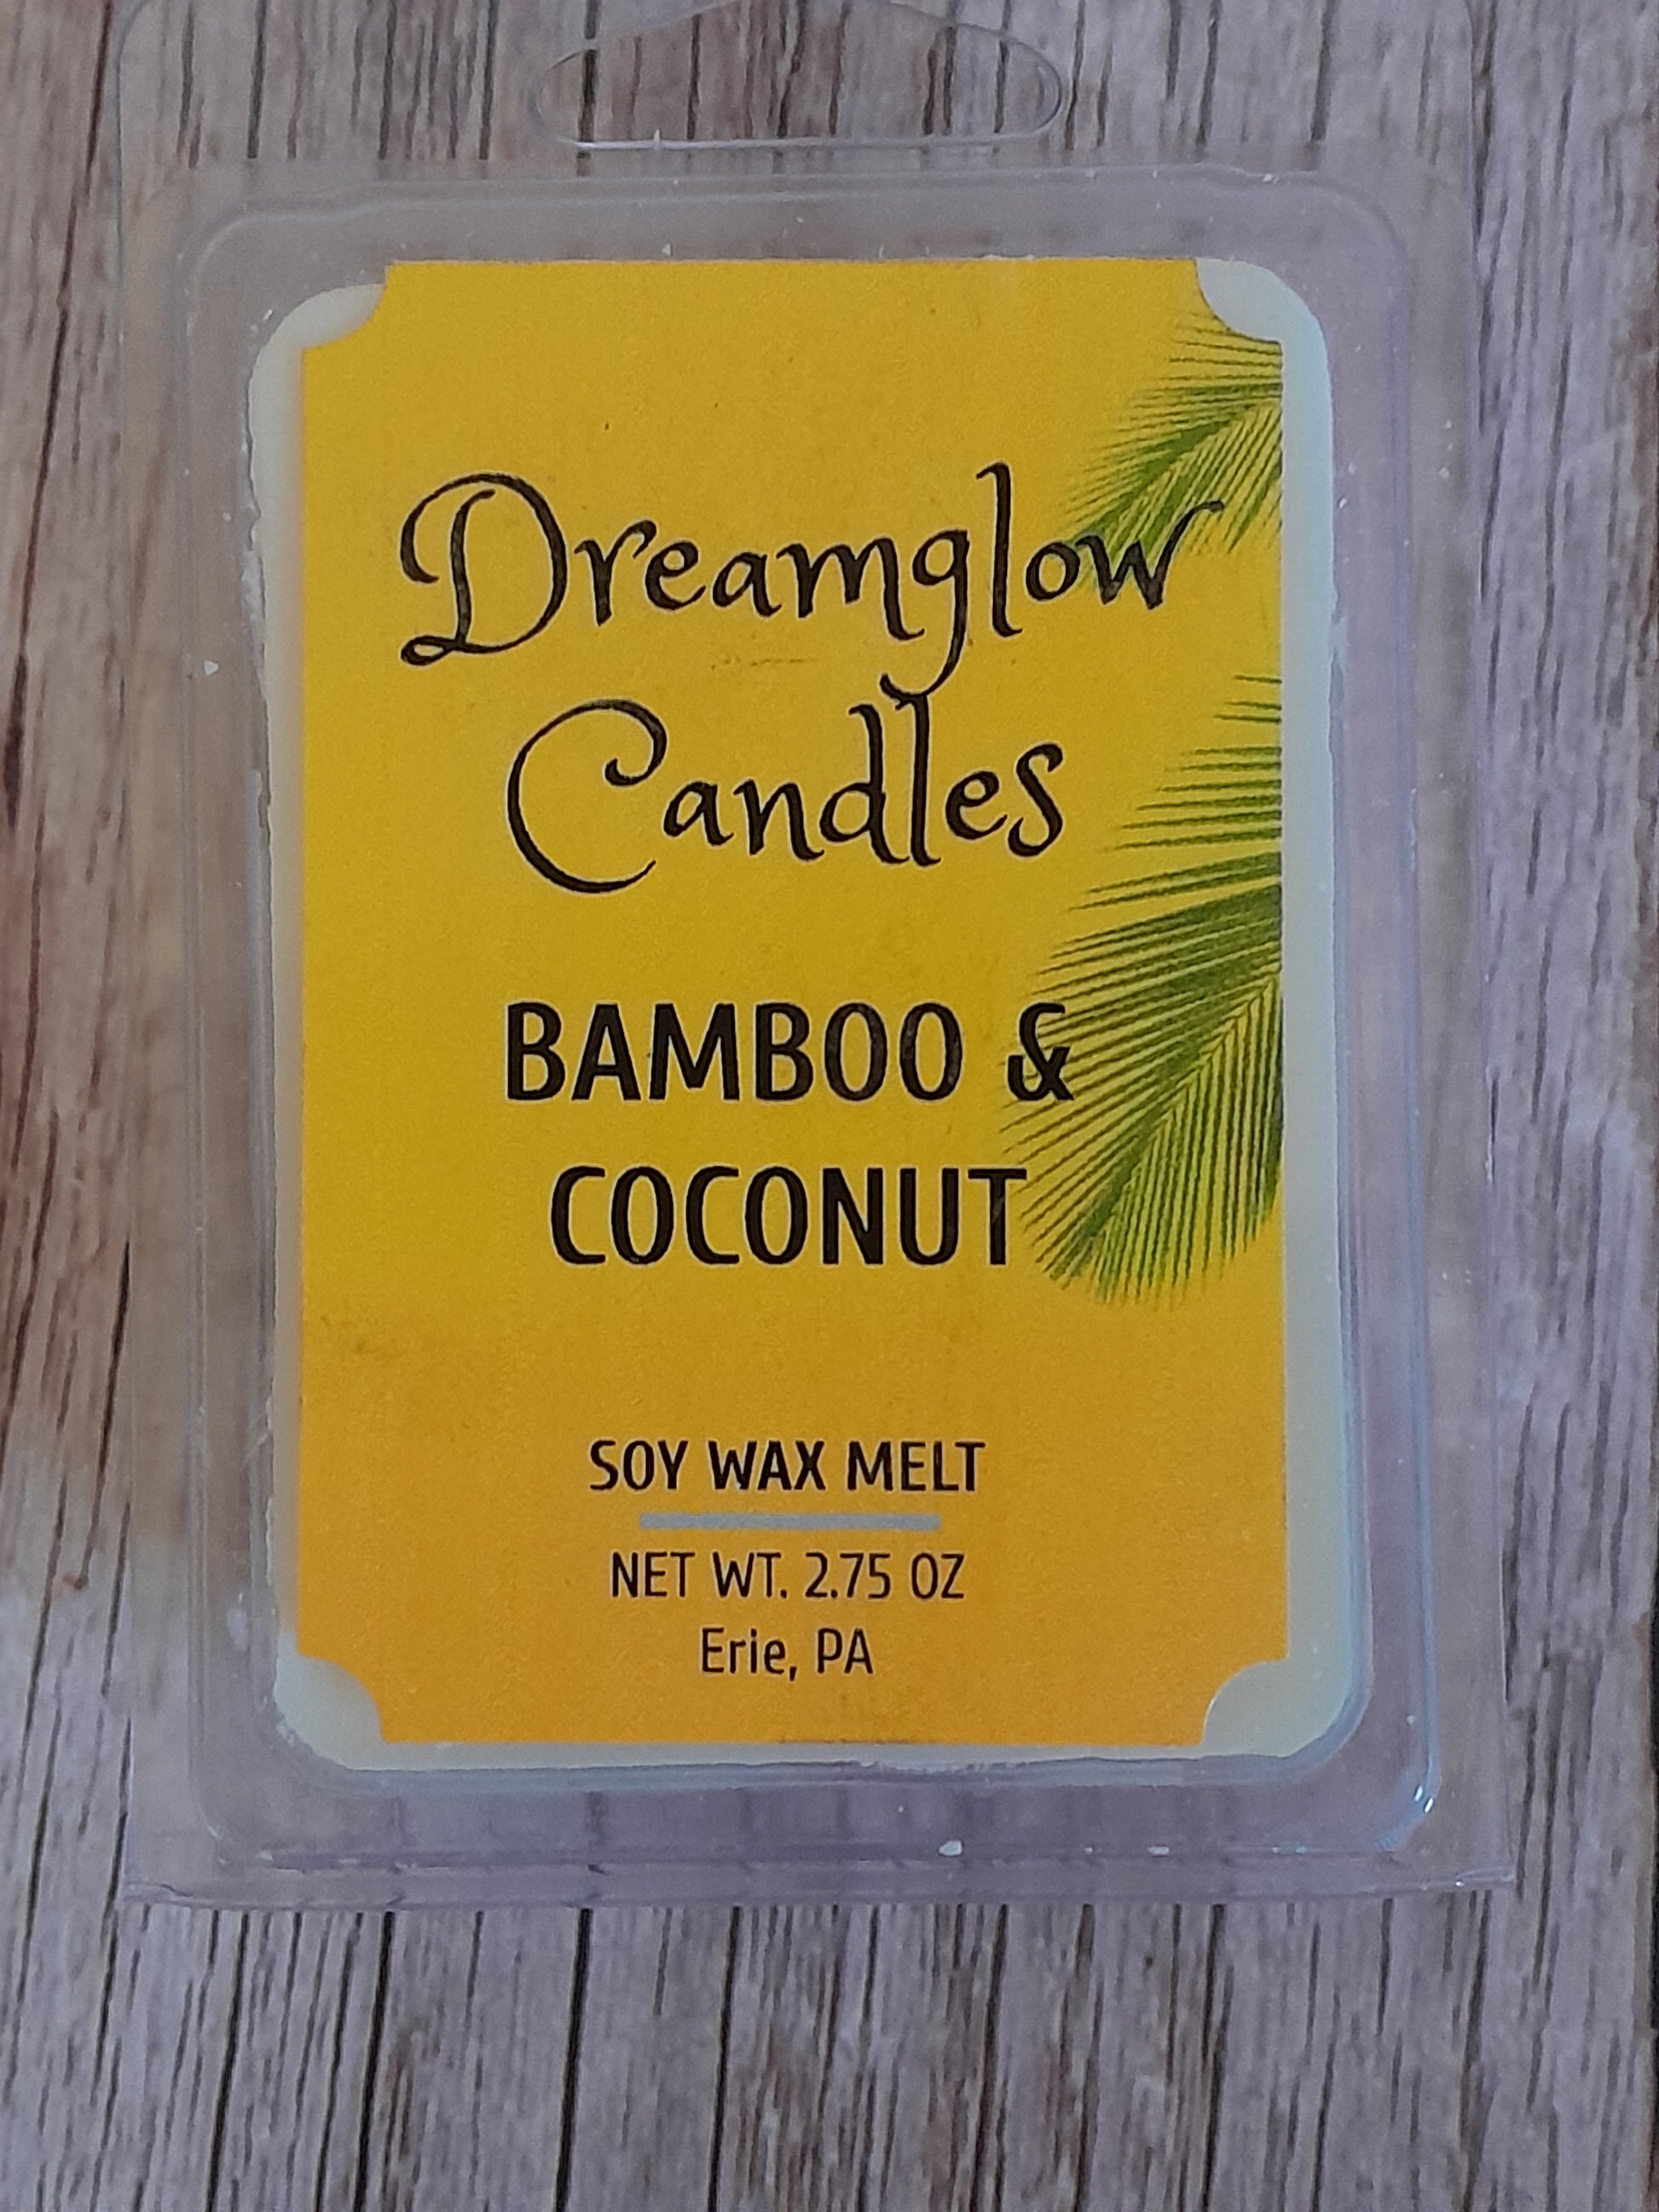 Dreamglow
Candles
BAMBOO &
COCONUT
SOY WAX MELT
NET WT. 2.75 OZ
Erie, PA